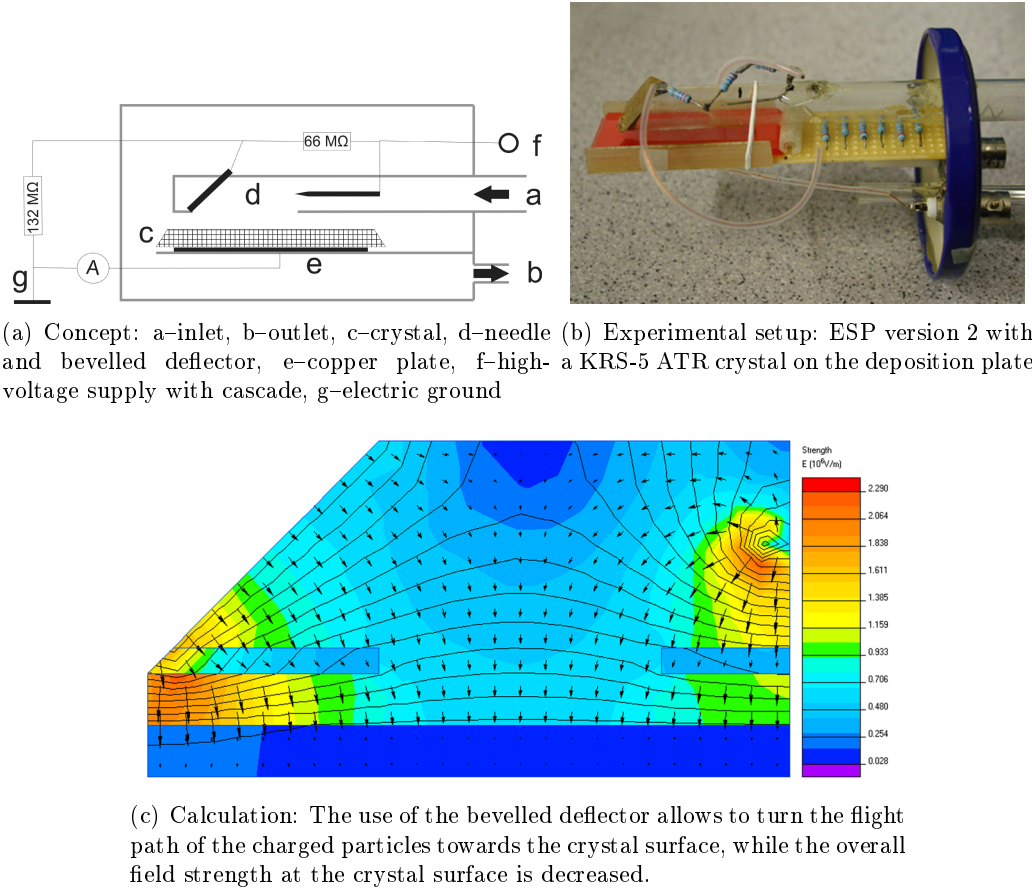 66 MΩ
f
132 MΩ
d
a
c
A
e
b
g
(a) Concept: a–inlet, b–outlet, c–crystal, d–needle
and bevelled deflector, e–copper plate, f–high-
voltage supply with cascade, g–electric ground
(b) Experimental setup: ESP version 2 with
a KRS-5 ATR crystal on the deposition plate
Strength
E (10⁶V/m)
2.290
2.064
1.838
1.611
1.385
1.159
0.933
0.706
0.480
0.254
0.028
(c) Calculation: The use of the bevelled deflector allows to turn the flight
path of the charged particles towards the crystal surface, while the overall
field strength at the crystal surface is decreased.